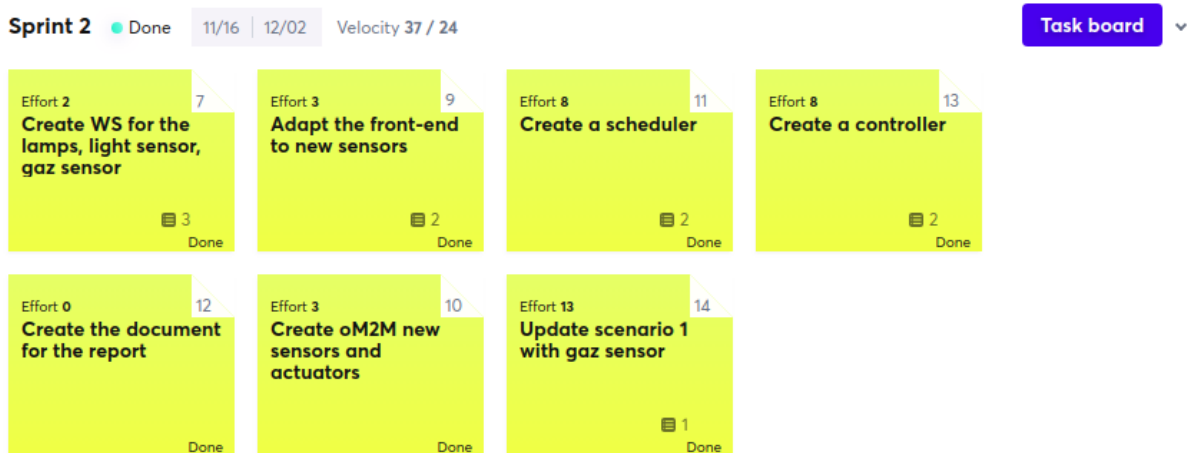 Sprint 2 Done 11/16 12/02 Velocity 37 / 24 Task board
Effort 2 7
Create WS for the
lamps, light sensor,
gaz sensor
3
Done
Effort 3 9
Adapt the front-end
to new sensors
2
Done
Effort 8 11
Create a scheduler
2
Done
Effort 8 13
Create a controller
2
Done
Effort 0 12
Create the document
for the report
Done
Effort 3 10
Create oM2M new
sensors and
actuators
Done
Effort 13 14
Update scenario 1
with gaz sensor
1
Done